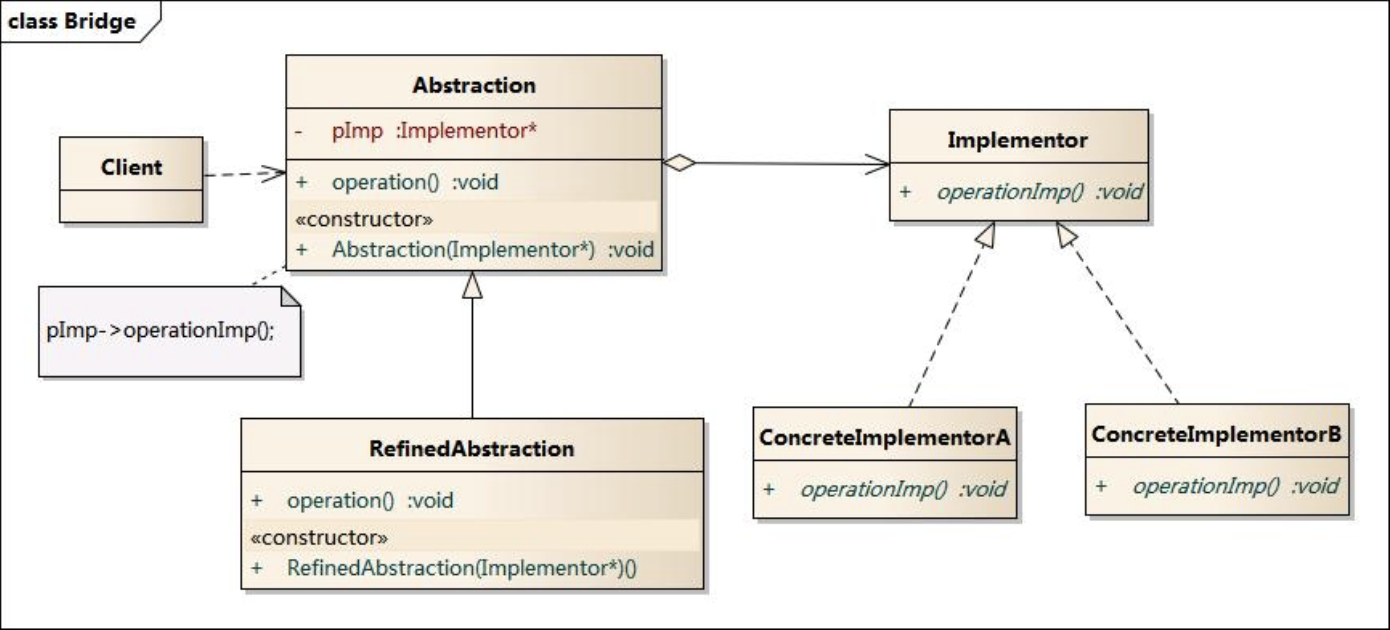 class Bridge
Abstraction
- pImp :Implementor*
+ operation() :void
«constructor»
+ Abstraction(Implementor*) :void
Client
Implementor
+ operationImp() :void
pImp->operationImp();
RefinedAbstraction
+ operation() :void
«constructor»
+ RefinedAbstraction(Implementor*)()
ConcreteImplementorA
+ operationImp() :void
ConcreteImplementorB
+ operationImp() :void